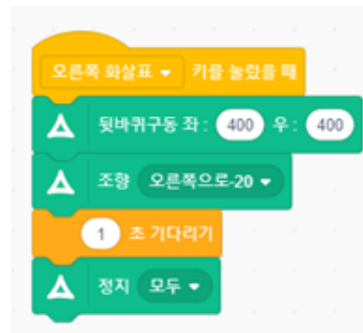 오른쪽 화살표 키를 눌렀을 때
뒷바퀴구동 좌 : 400 우 : 400
조향 오른쪽으로-20
1 초 기다리기
정지 모두